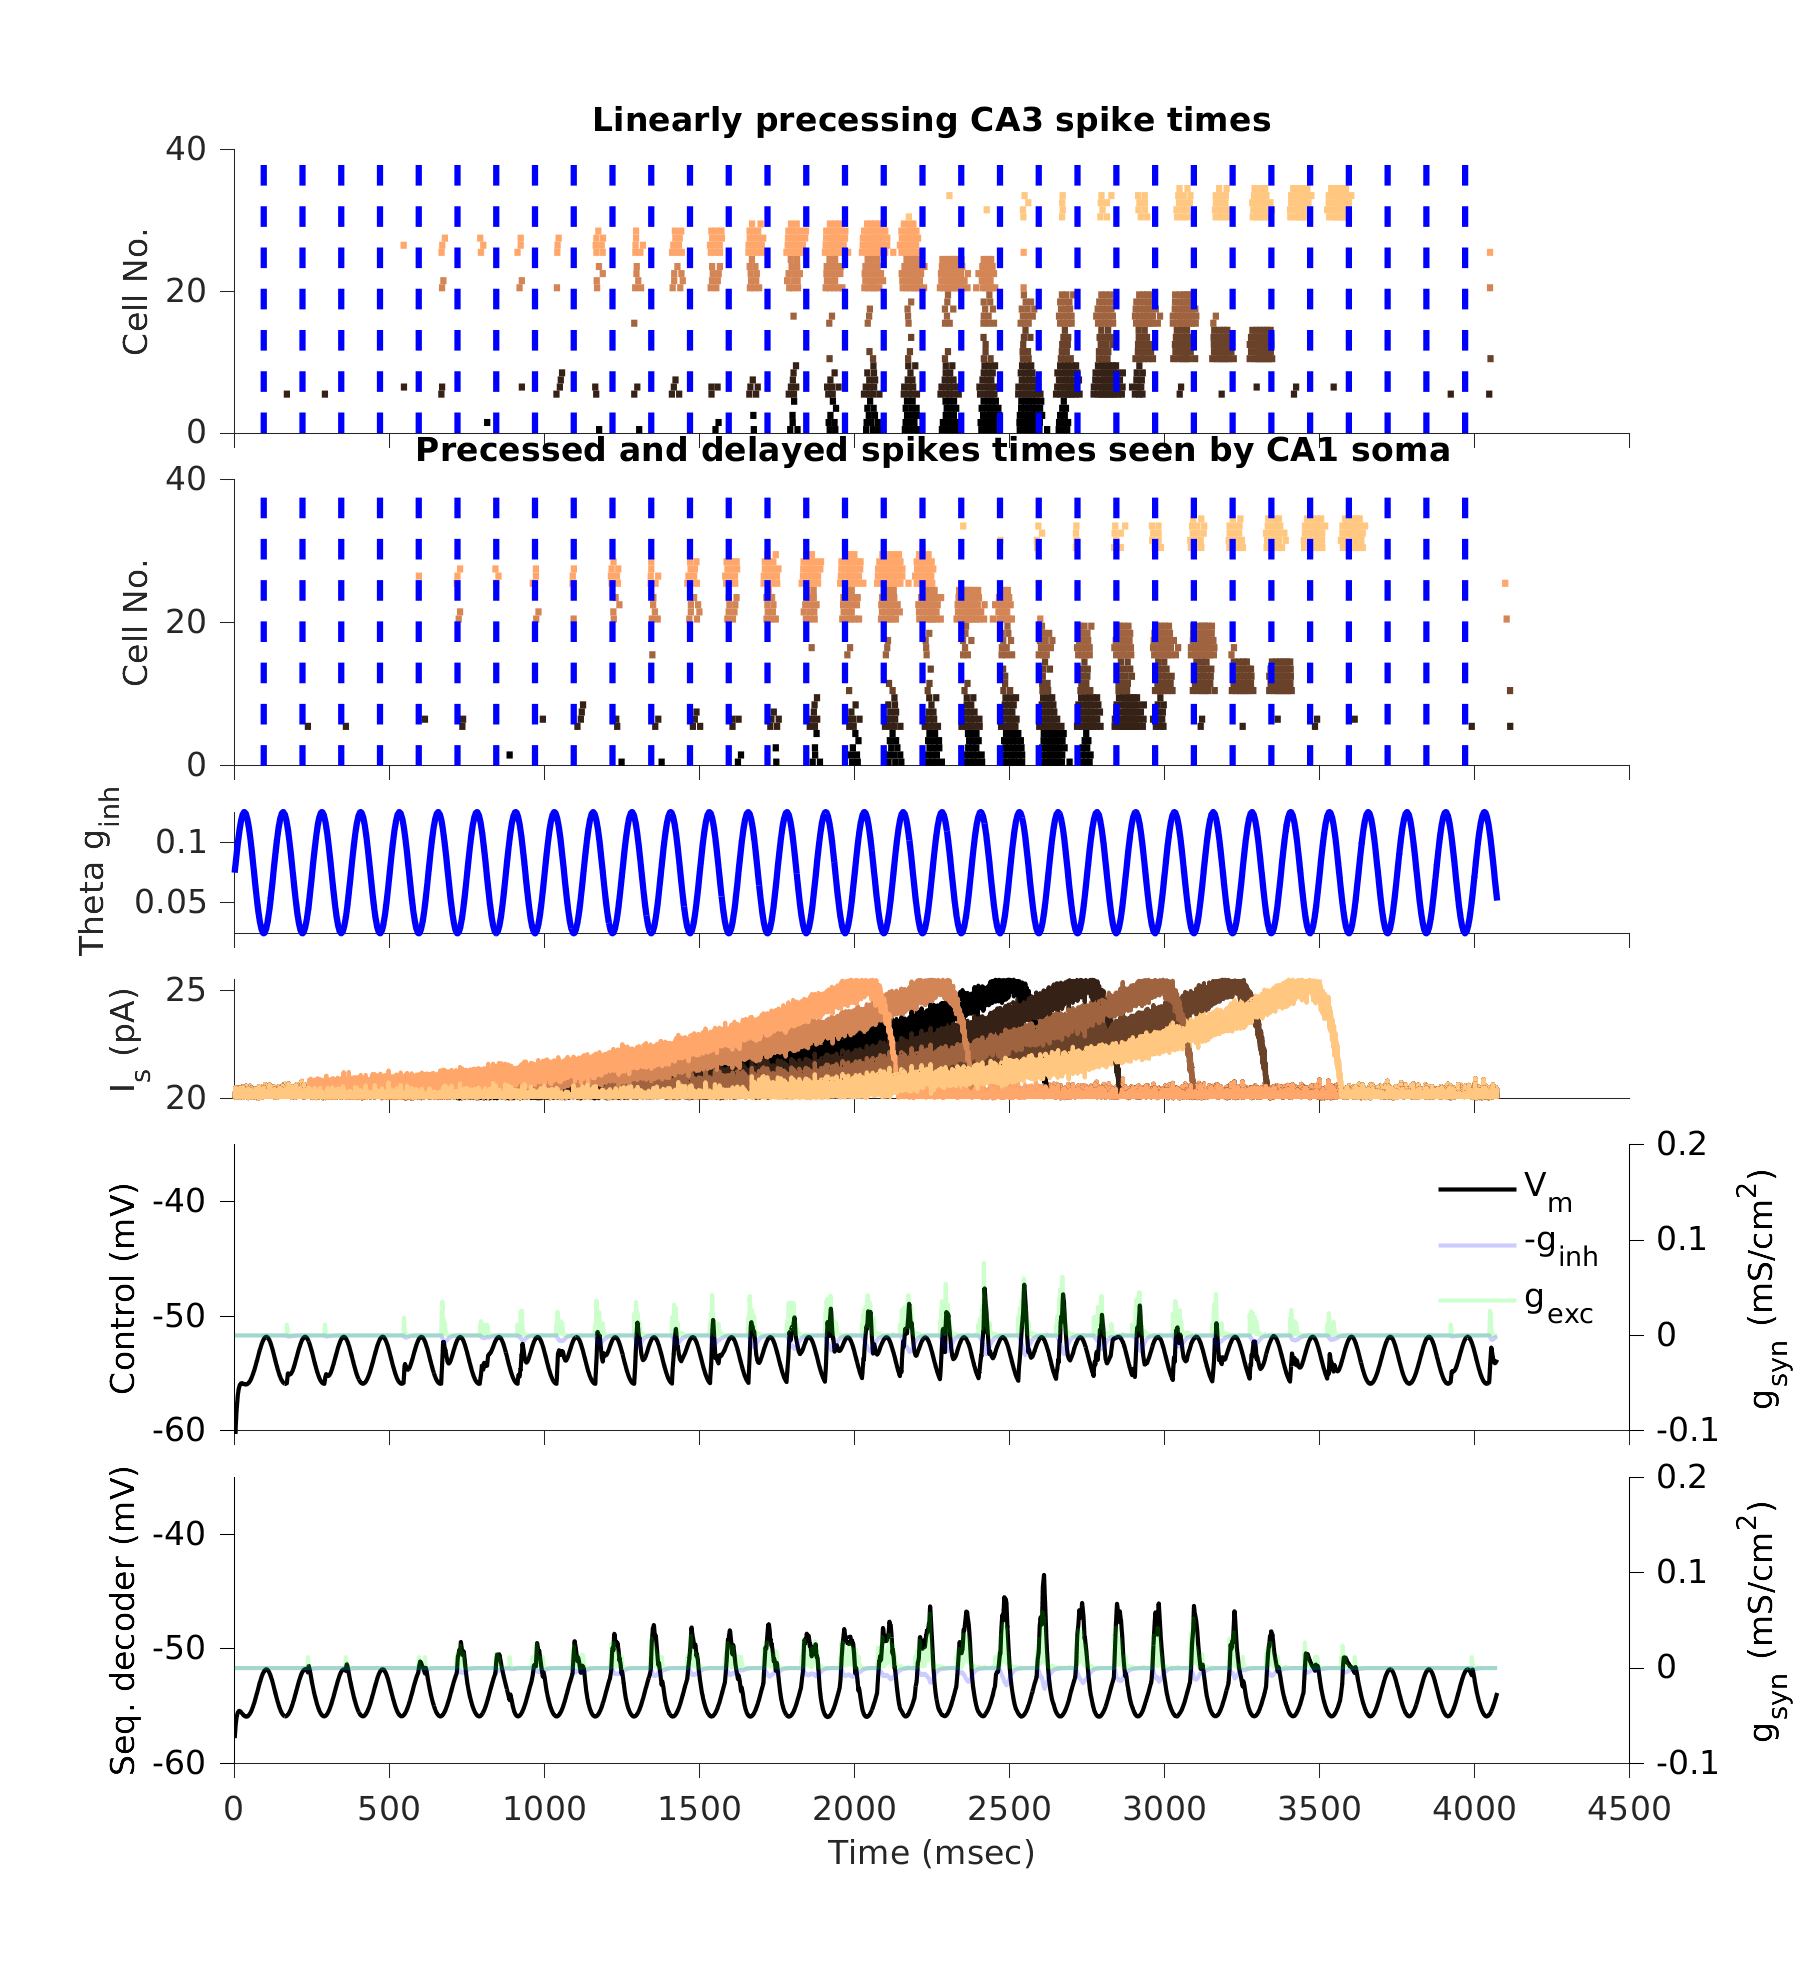 Linearly precessing CA3 spike times
40
20
0
Cell No.
Precessed and delayed spikes times seen by CA1 soma
40
20
0
Cell No.
0.1
0.05
Theta g_inh
25
20
I_s (pA)
-40
-50
-60
Control (mV)
V_m
-g_inh
g_exc
0.2
0.1
0
-0.1
g_syn (mS/cm^2)
-40
-50
-60
Seq. decoder (mV)
0.2
0.1
0
-0.1
g_syn (mS/cm^2)
0 500 1000 1500 2000 2500 3000 3500 4000 4500
Time (msec)